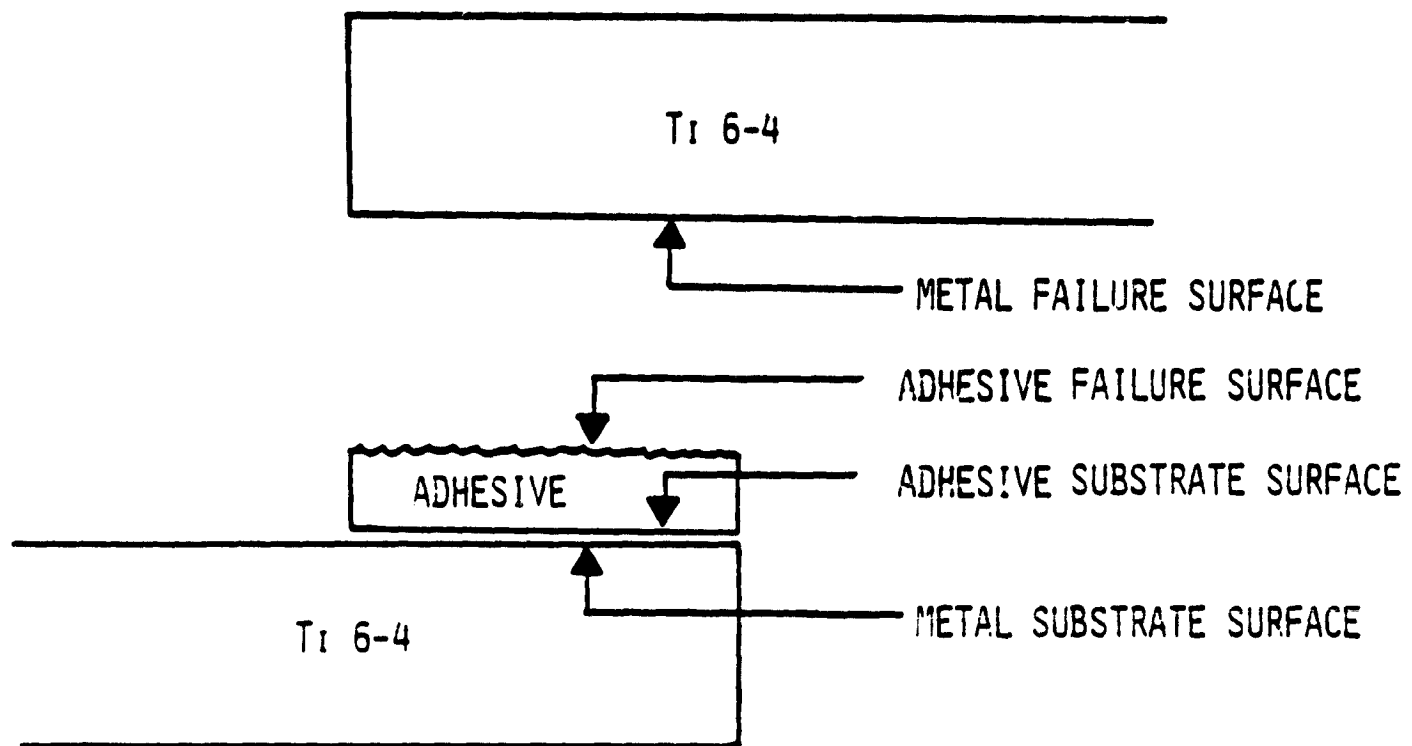 TI 6-4
METAL FAILURE SURFACE
ADHESIVE FAILURE SURFACE
ADHESIVE
ADHESIVE SUBSTRATE SURFACE
METAL SUBSTRATE SURFACE
TI 6-4